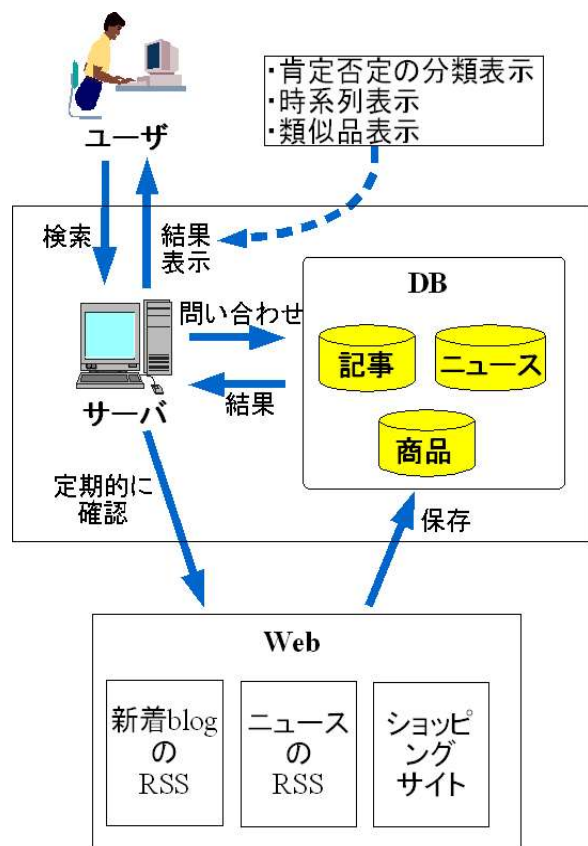 ・肯定否定の分類表示
・時系列表示
・類似品表示
ユーザ
検索
結果
表示
DB
問い合わせ
記事
ニュース
結果
サーバ
商品
定期的に
確認
保存
Web
新着blog
の
RSS
ニュース
の
RSS
ショッピ
ング
サイト